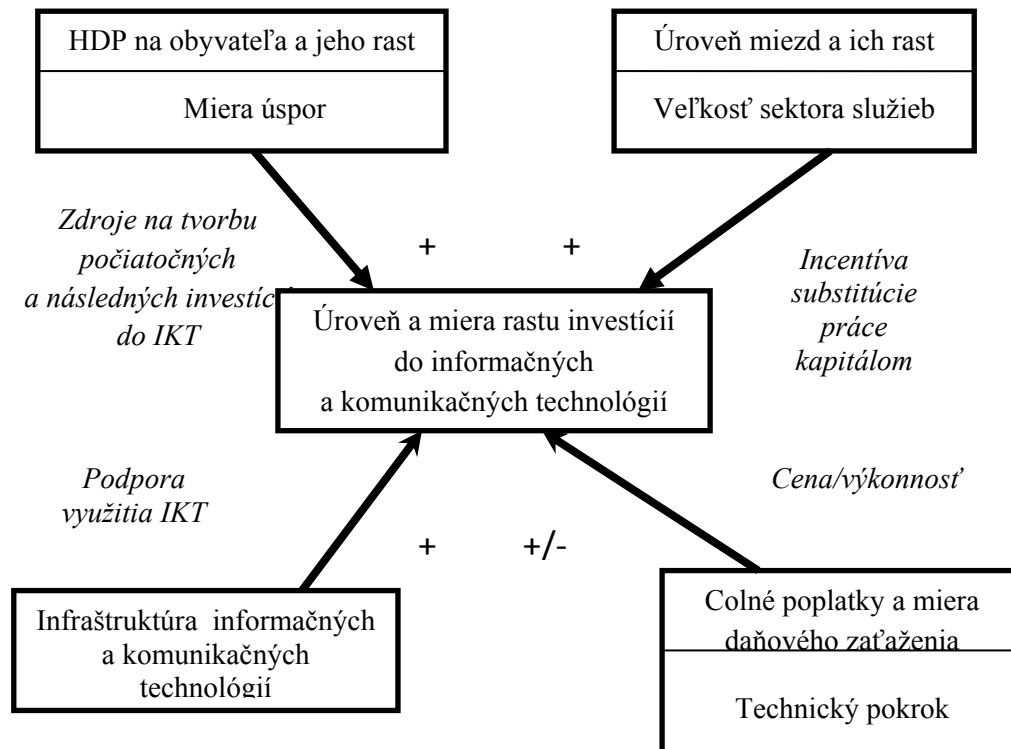 HDP na obyvateľa a jeho rast
Miera úspor
Úroveň miezd a ich rast
Veľkosť sektora služieb
Zdroje na tvorbu
počiatočných
a následných investícií
do IKT
+
+
Incentíva
substitúcie
práce
kapitálom
Úroveň a miera rastu investícií
do informačných
a komunikačných technológií
Podpora
využitia IKT
Cena/výkonnosť
+
+/-
Infraštruktúra informačných
a komunikačných
technológií
Colné poplatky a miera
daňového zaťaženia
Technický pokrok